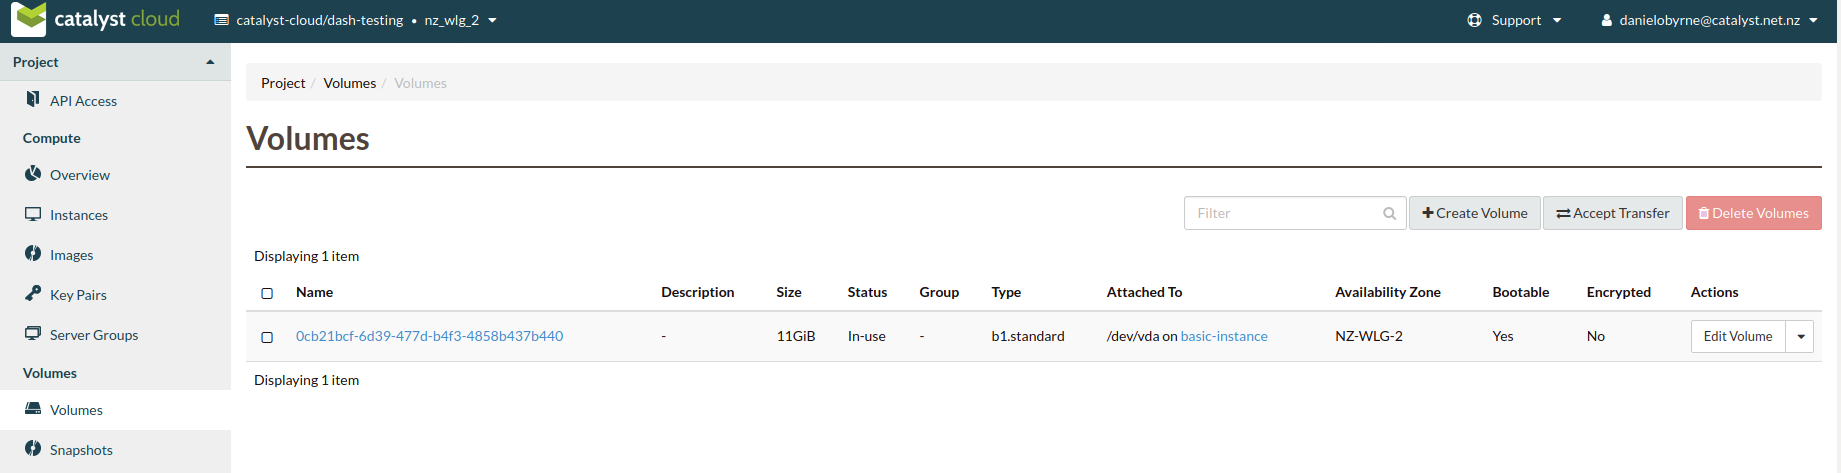 catalyst cloud catalyst-cloud/dash-testing • nz_wlg_2 Support danielobyrne@catalyst.net.nz
Project
API Access
Compute
Overview
Instances
Images
Key Pairs
Server Groups
Volumes
Volumes
Snapshots
Project / Volumes / Volumes
Volumes
Filter Create Volume Accept Transfer Delete Volumes
Displaying 1 item
Name Description Size Status Group Type Attached To Availability Zone Bootable Encrypted Actions
0cb21bcf-6d39-477d-b4f3-4858b437b440 - 11GiB In-use - b1.standard /dev/vda on basic-instance NZ-WLG-2 Yes No Edit Volume
Displaying 1 item